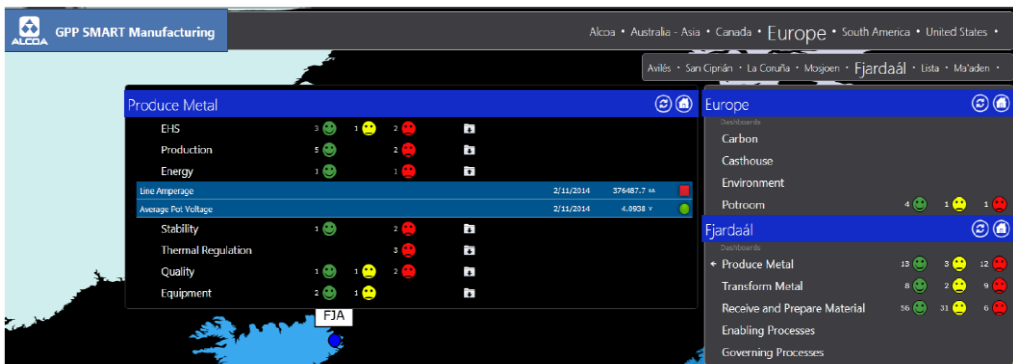 ALCOA
GPP SMART Manufacturing
Alcoa • Australia - Asia • Canada • Europe • South America • United States •
Avilés • San Ciprián • La Coruña • Mosjoen • Fjardaál • Lista • Ma'aden •
Produce Metal
EHS 3 1 2
Production 5 2
Energy 1 1
Line Amperage 2/11/2014 376487.7 kA
Average Pot Voltage 2/11/2014 4.0938 V
Stability 1 2
Thermal Regulation 3
Quality 1 1 2
Equipment 2 1
FJA
Europe
Dashboards
Carbon
Casthouse
Environment
Potroom 4 1 1
Fjardaál
Dashboards
Produce Metal 13 3 12
Transform Metal 8 2 9
Receive and Prepare Material 56 31 6
Enabling Processes
Governing Processes